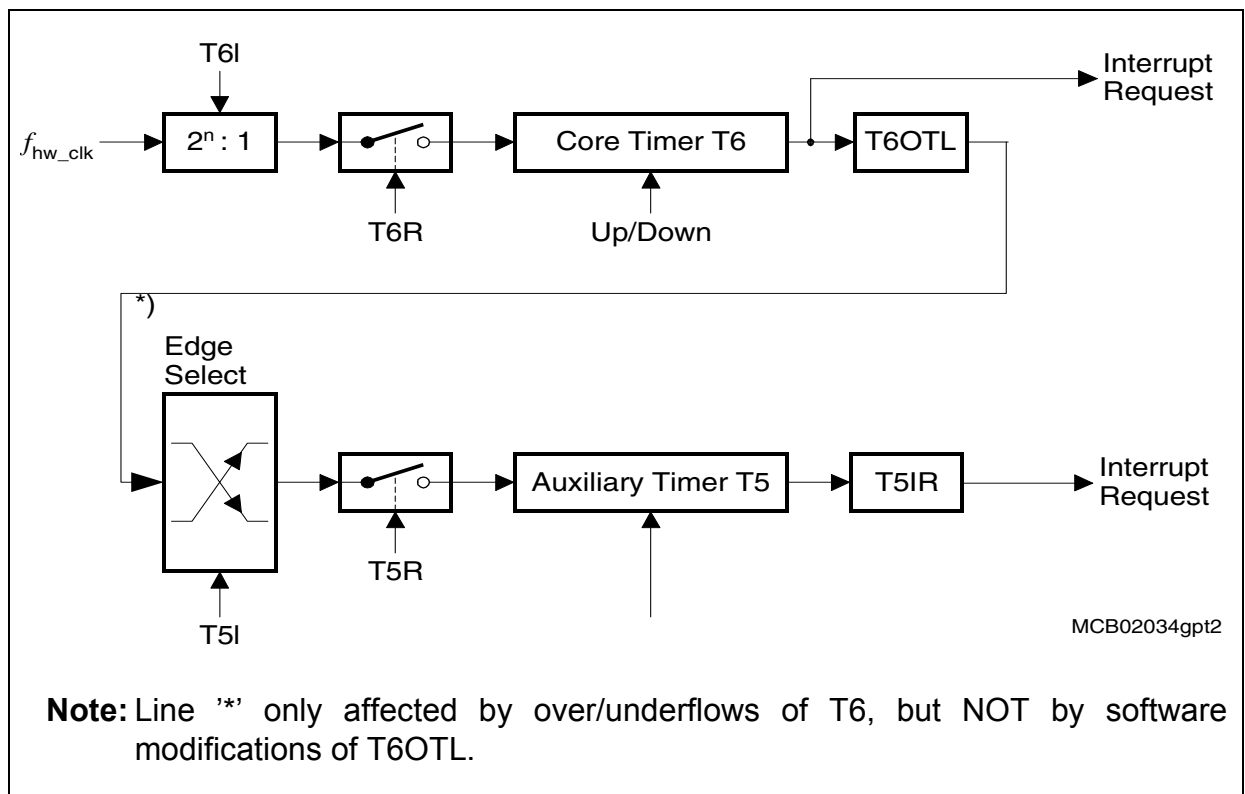 T6I
Interrupt
Request
f hw_clk
2ⁿ : 1
Core Timer T6
T6OTL
T6R
Up/Down
*)
Edge
Select
Auxiliary Timer T5
T5IR
Interrupt
Request
T5R
T5I
MCB02034gpt2
Note: Line '*' only affected by over/underflows of T6, but NOT by software
modifications of T6OTL.